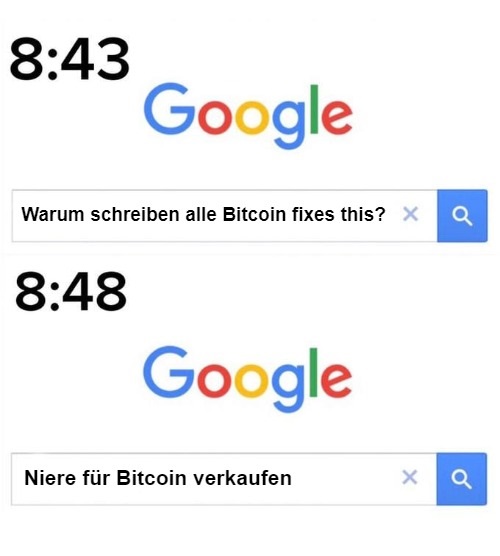 8:43
Google
Warum schreiben alle Bitcoin fixes this?
8:48
Google
Niere für Bitcoin verkaufen